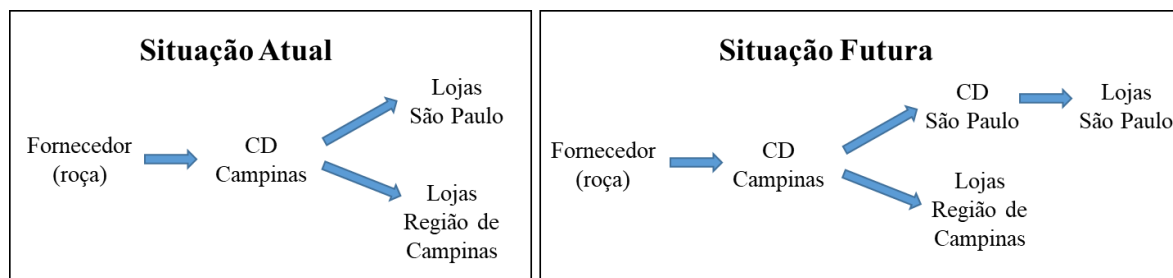 Situação Atual
Lojas
São Paulo
Fornecedor
(roça)
CD
Campinas
Lojas
Região de
Campinas
Situação Futura
CD
São Paulo
Lojas
São Paulo
Fornecedor
(roça)
CD
Campinas
Lojas
Região de
Campinas